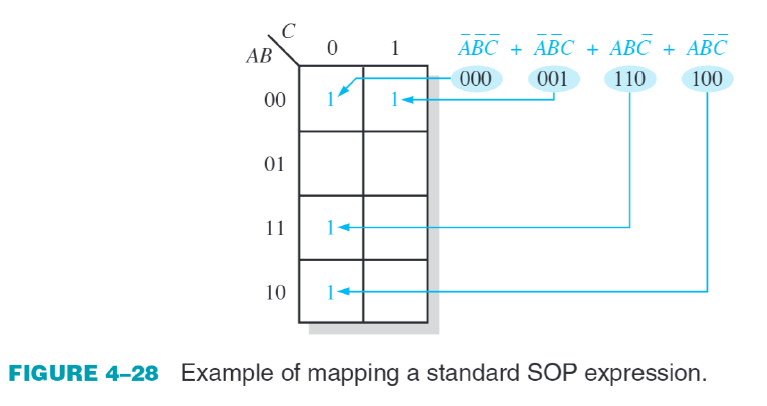 C
AB 0 1 A̅B̅C̅ + A̅B̅C + ABC̅ + AB̅C̅
000 001 110 100
00 1 1
01
11 1
10 1
FIGURE 4–28 Example of mapping a standard SOP expression.